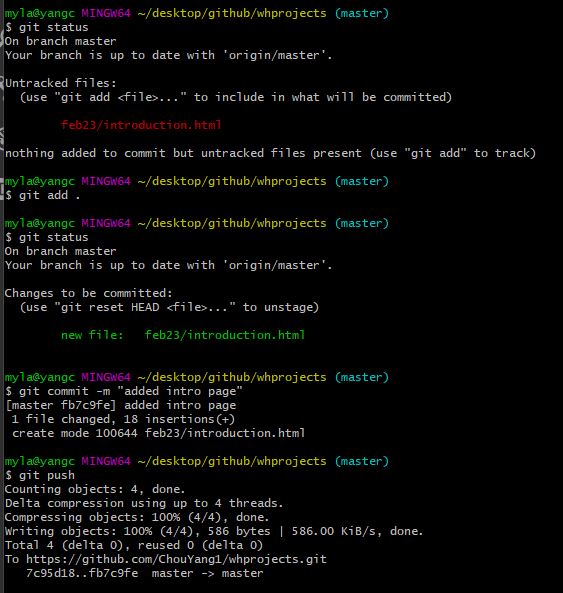 myla@yangc MINGW64 ~/desktop/github/whprojects (master)
$ git status
On branch master
Your branch is up to date with 'origin/master'.
Untracked files:
(use "git add <file>..." to include in what will be committed)
feb23/introduction.html
nothing added to commit but untracked files present (use "git add" to track)
myla@yangc MINGW64 ~/desktop/github/whprojects (master)
$ git add .
myla@yangc MINGW64 ~/desktop/github/whprojects (master)
$ git status
On branch master
Your branch is up to date with 'origin/master'.
Changes to be committed:
(use "git reset HEAD <file>..." to unstage)
new file:   feb23/introduction.html
myla@yangc MINGW64 ~/desktop/github/whprojects (master)
$ git commit -m "added intro page"
[master fb7c9fe] added intro page
1 file changed, 18 insertions(+)
create mode 100644 feb23/introduction.html
myla@yangc MINGW64 ~/desktop/github/whprojects (master)
$ git push
Counting objects: 4, done.
Delta compression using up to 4 threads.
Compressing objects: 100% (4/4), done.
Writing objects: 100% (4/4), 586 bytes | 586.00 KiB/s, done.
Total 4 (delta 0), reused 0 (delta 0)
To https://github.com/ChouYang1/whprojects.git
7c95d18..fb7c9fe  master -> master